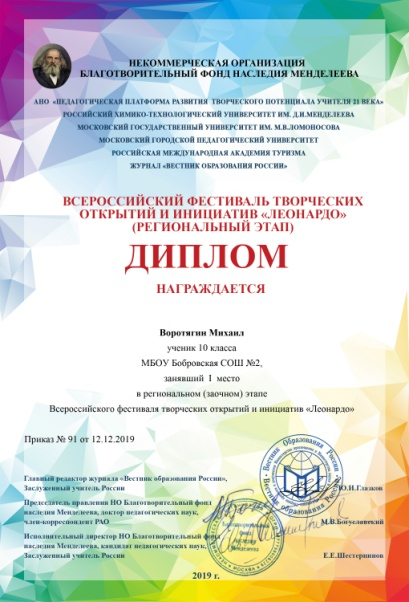 НЕКОММЕРЧЕСКАЯ ОРГАНИЗАЦИЯ
БЛАГОТВОРИТЕЛЬНЫЙ ФОНД НАСЛЕДИЯ МЕНДЕЛЕЕВА
АНО «ПЕДАГОГИЧЕСКАЯ ПЛАТФОРМА РАЗВИТИЯ ТВОРЧЕСКОГО ПОТЕНЦИАЛА УЧИТЕЛЯ 21 ВЕКА»
РОССИЙСКИЙ ХИМИКО-ТЕХНОЛОГИЧЕСКИЙ УНИВЕРСИТЕТ ИМ. Д.И.МЕНДЕЛЕЕВА
МОСКОВСКИЙ ГОСУДАРСТВЕННЫЙ УНИВЕРСИТЕТ ИМ. М.В.ЛОМОНОСОВА
МОСКОВСКИЙ ГОРОДСКОЙ ПЕДАГОГИЧЕСКИЙ УНИВЕРСИТЕТ
РОССИЙСКАЯ МЕЖДУНАРОДНАЯ АКАДЕМИЯ ТУРИЗМА
ЖУРНАЛ «ВЕСТНИК ОБРАЗОВАНИЯ РОССИИ»
ВСЕРОССИЙСКИЙ ФЕСТИВАЛЬ ТВОРЧЕСКИХ
ОТКРЫТИЙ И ИНИЦИАТИВ «ЛЕОНАРДО»
(РЕГИОНАЛЬНЫЙ ЭТАП)
ДИПЛОМ
НАГРАЖДАЕТСЯ
Воротягин Михаил
ученик 10 класса
МБОУ Бобровская СОШ №2,
занявший I место
в региональном (заочном) этапе
Всероссийского фестиваля творческих открытий и инициатив «Леонардо»
Приказ № 91 от 12.12.2019
Главный редактор журнала «Вестник образования России»,
Заслуженный учитель России
Ю.И.Глазков
Председатель правления НО Благотворительный фонд
наследия Менделеева, доктор педагогических наук,
член-корреспондент РАО
М.В.Богуславский
Исполнительный директор НО Благотворительный фонд
наследия Менделеева, кандидат педагогических наук,
Заслуженный учитель России
Е.Е.Шестернинов
Вестник Образования России
Благотворительный
фонд
наследия
Менделеева
2019 г.